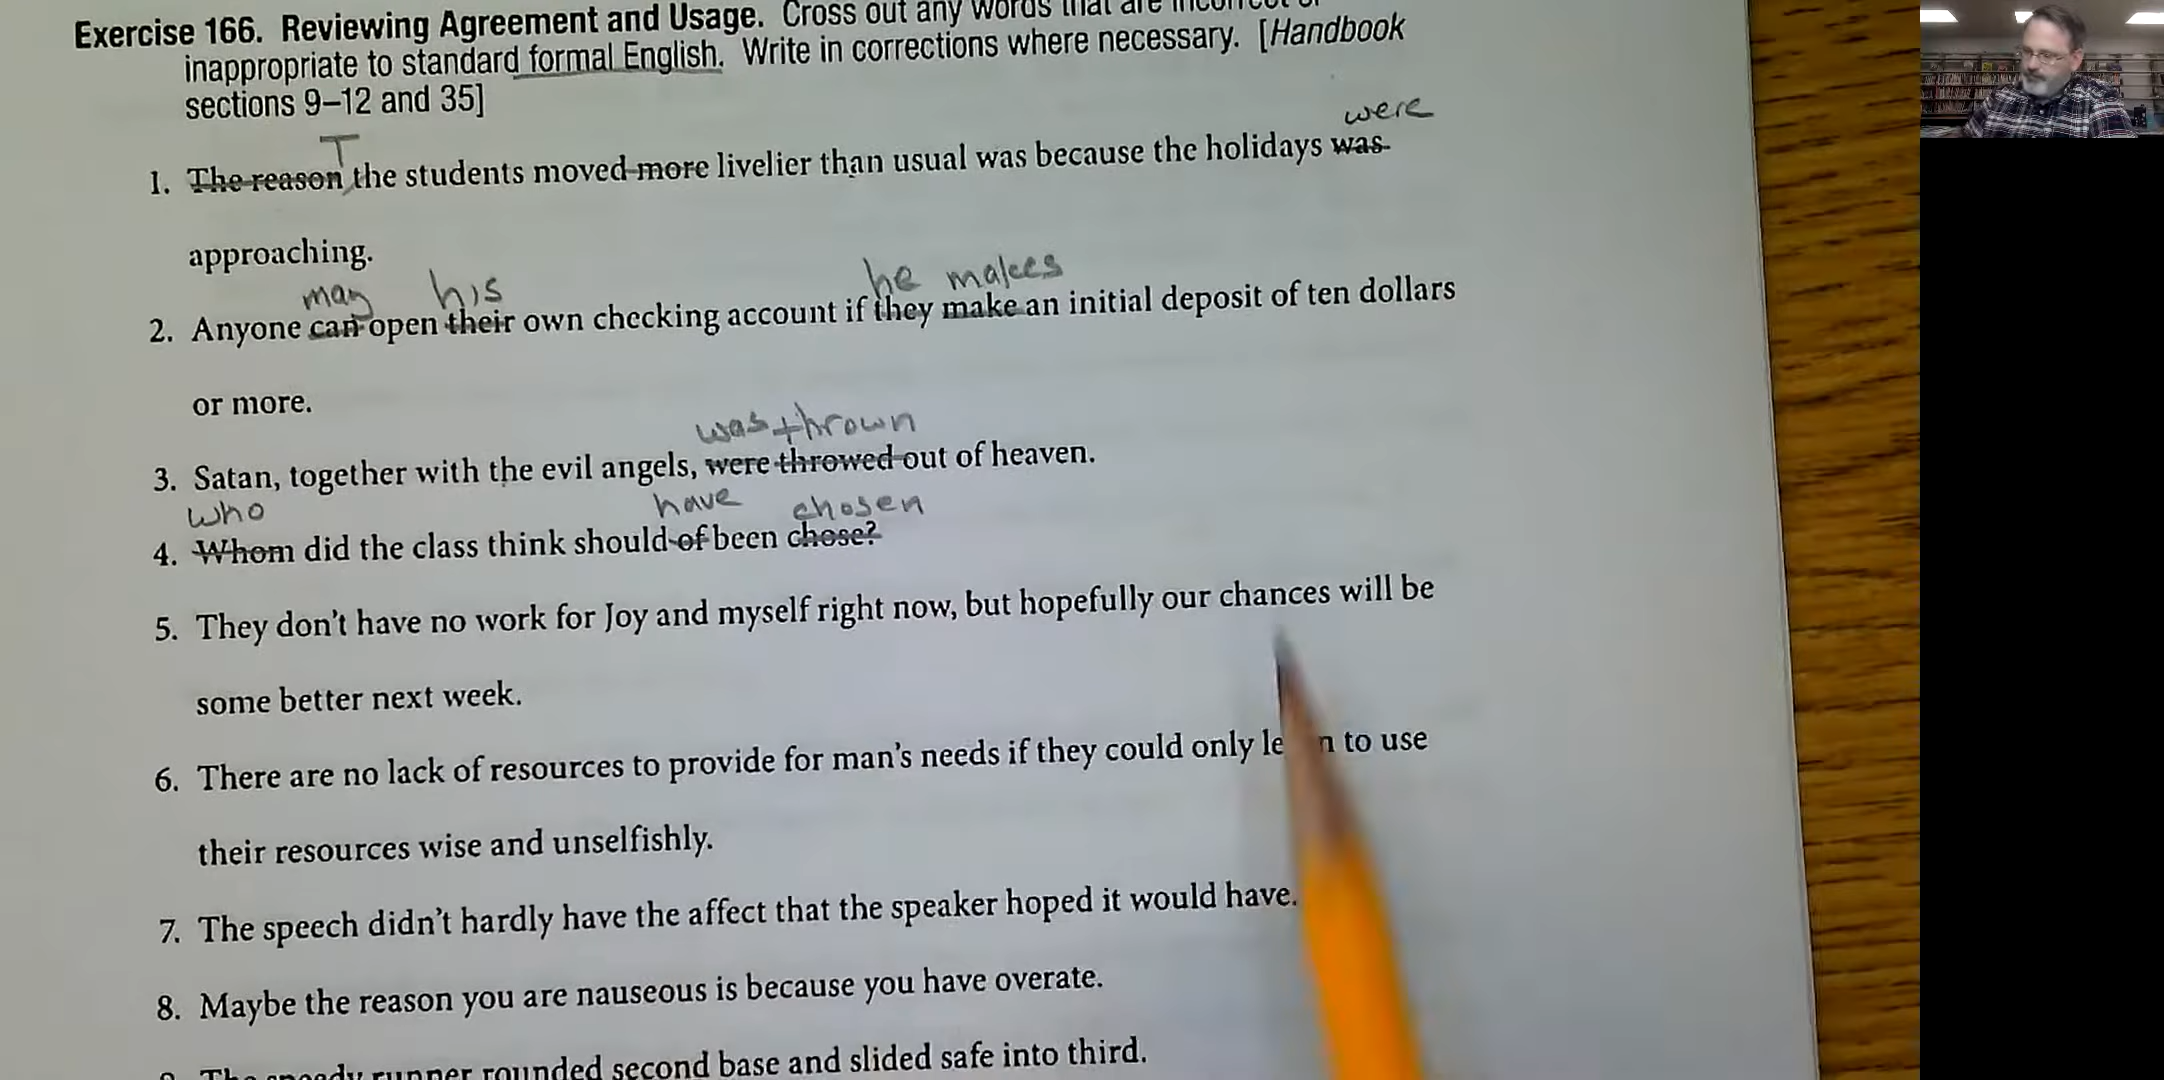 Exercise 166. Reviewing Agreement and Usage. Cross out any words that are incorrect or
inappropriate to standard formal English. Write in corrections where necessary. [Handbook
sections 9–12 and 35]
were
T
1. The reason the students moved more livelier than usual was because the holidays was
approaching.
may his he makes
2. Anyone can open their own checking account if they make an initial deposit of ten dollars
or more.
was thrown
3. Satan, together with the evil angels, were throwed out of heaven.
who have chosen
4. Whom did the class think should of been chose?
5. They don't have no work for Joy and myself right now, but hopefully our chances will be
some better next week.
6. There are no lack of resources to provide for man's needs if they could only le n to use
their resources wise and unselfishly.
7. The speech didn't hardly have the affect that the speaker hoped it would have.
8. Maybe the reason you are nauseous is because you have overate.
9. The speedy runner rounded second base and slided safe into third.